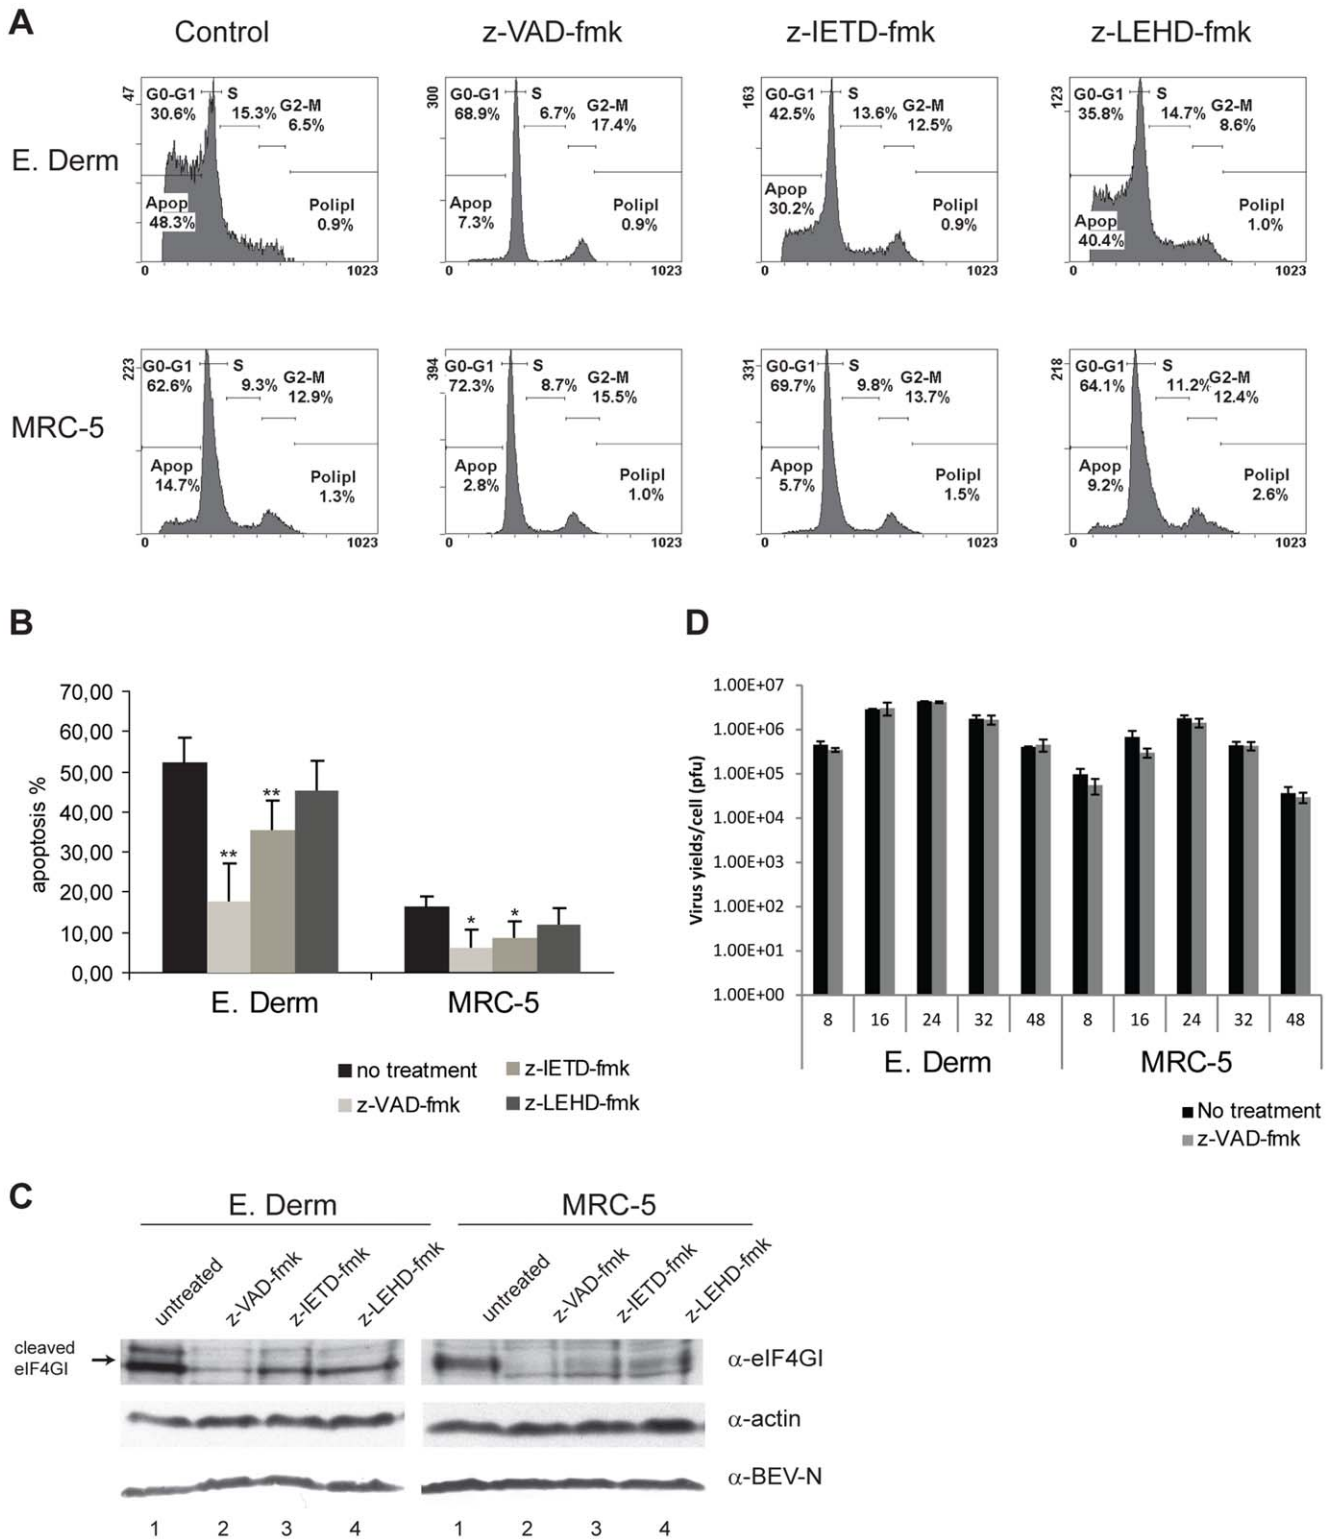 A
Control
z-VAD-fmk
z-IETD-fmk
z-LEHD-fmk
E. Derm
47
G0-G1
S
30.6%
15.3%
G2-M
6.5%
Apop
48.3%
Polipl
0.9%
0
1023
300
G0-G1
S
68.9%
6.7%
G2-M
17.4%
Apop
7.3%
Polipl
0.9%
0
1023
163
G0-G1
S
42.5%
13.6%
G2-M
12.5%
Apop
30.2%
Polipl
0.9%
0
1023
123
G0-G1
S
35.8%
14.7%
G2-M
8.6%
Apop
40.4%
Polipl
1.0%
0
1023
MRC-5
223
G0-G1
S
62.6%
9.3%
G2-M
12.9%
Apop
14.7%
Polipl
1.3%
0
1023
394
G0-G1
S
72.3%
8.7%
G2-M
15.5%
Apop
2.8%
Polipl
1.0%
0
1023
331
G0-G1
S
69.7%
9.8%
G2-M
13.7%
Apop
5.7%
Polipl
1.5%
0
1023
218
G0-G1
S
64.1%
11.2%
G2-M
12.4%
Apop
9.2%
Polipl
2.6%
0
1023
B
apoptosis %
70,00
60,00
50,00
40,00
30,00
20,00
10,00
0,00
**
**
*
*
E. Derm
MRC-5
no treatment
z-IETD-fmk
z-VAD-fmk
z-LEHD-fmk
D
Virus yields/cell (pfu)
1.00E+07
1.00E+06
1.00E+05
1.00E+04
1.00E+03
1.00E+02
1.00E+01
1.00E+00
8 16 24 32 48 8 16 24 32 48
E. Derm
MRC-5
No treatment
z-VAD-fmk
C
E. Derm
MRC-5
untreated
z-VAD-fmk
z-IETD-fmk
z-LEHD-fmk
untreated
z-VAD-fmk
z-IETD-fmk
z-LEHD-fmk
cleaved
eIF4GI
α-eIF4GI
α-actin
α-BEV-N
1 2 3 4 1 2 3 4